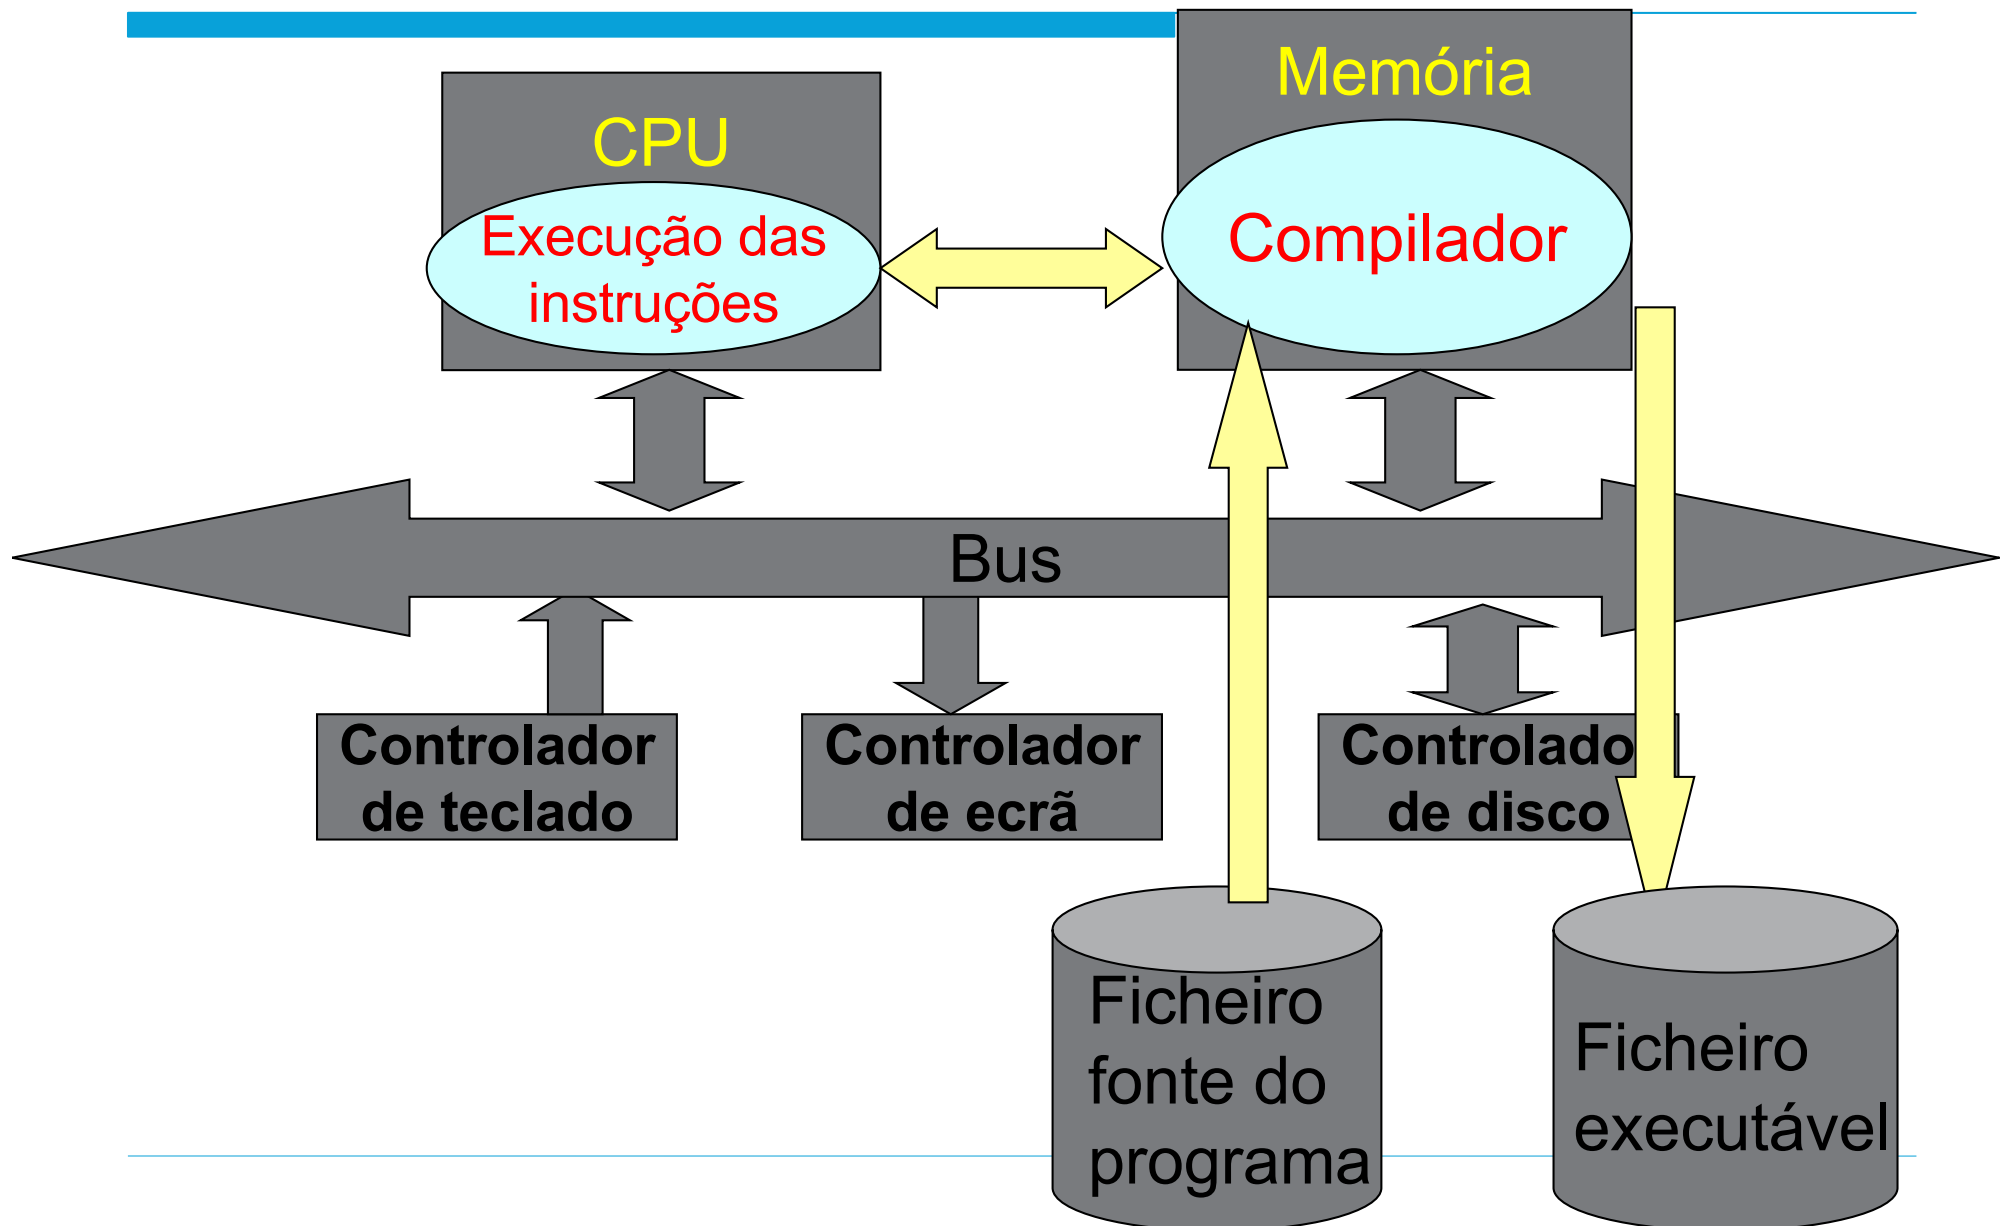 Memória
CPU
Execução das
instruções
Compilador
Bus
Controlador
de teclado
Controlador
de ecrã
Controlado
de disco
Ficheiro
fonte do
programa
Ficheiro
executável